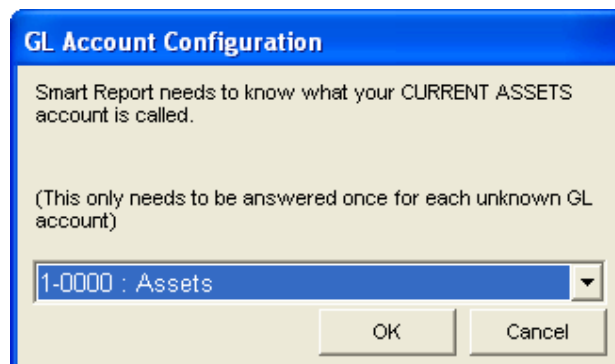 GL Account Configuration
Smart Report needs to know what your CURRENT ASSETS
account is called.
(This only needs to be answered once for each unknown GL
account)
1-0000 : Assets
OK
Cancel